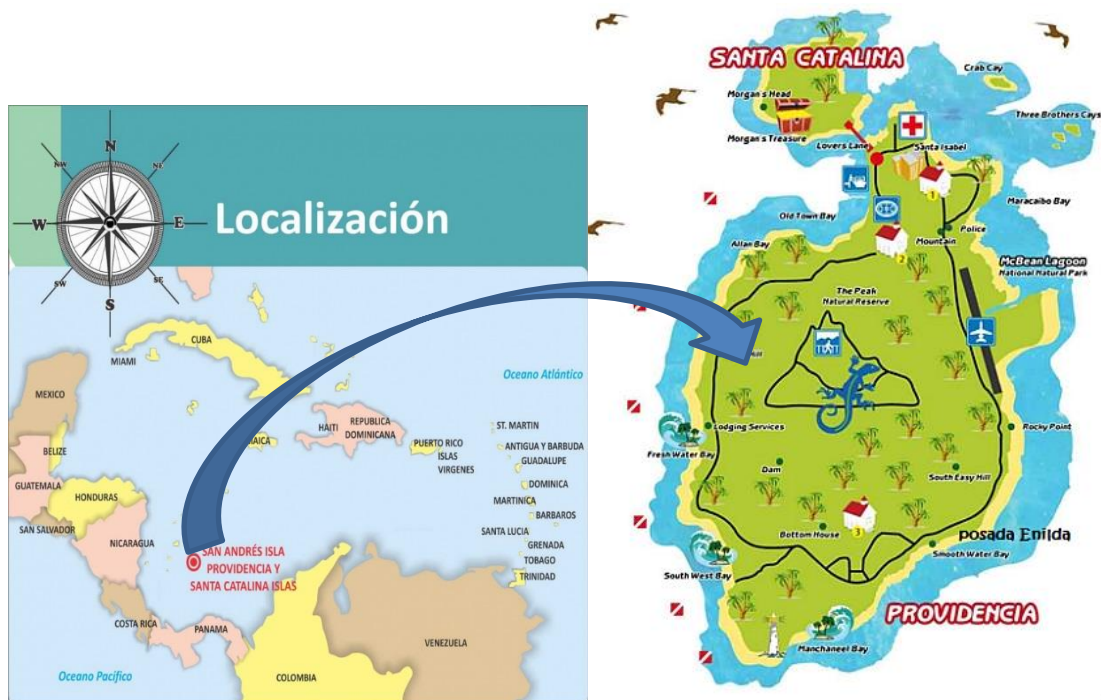 Localización
N
NW
NE
W
E
SW
SE
S
MIAMI
CUBA
Oceano Atlántico
MEXICO
HAITI
REPUBLICA
DOMINICANA
PUERTO RICO
ISLAS
VIRGENES
ST. MARTIN
ANTIGUA Y BARBUDA
GUADALUPE
DOMINICA
MARTINICA
BARBAROS
SANTA LUCIA
GRENADA
TOBAGO
TRINIDAD
BELIZE
GUATEMALA
HONDURAS
SAN SALVADOR
NICARAGUA
SAN ANDRÉS ISLA
PROVIDENCIA Y
SANTA CATALINA ISLAS
COSTA RICA
PANAMA
VENEZUELA
COLOMBIA
Oceano Pacífico
SANTA CATALINA
Crab Cay
Morgan's Head
Three Brothers Cays
Morgan's Treasure
Lovers Lane
Santa Isabel
1
Maracaibo Bay
Old Town Bay
Police
Allan Bay
Mountain
2
McBean Lagoon
National Natural Park
The Peak
Natural Reserve
Lodging Services
Rocky Point
Fresh Water Bay
Dam
South Easy Hill
Bottom House
3
posada Enilda
Smooth Water Bay
South West Bay
PROVIDENCIA
Manchaneel Bay